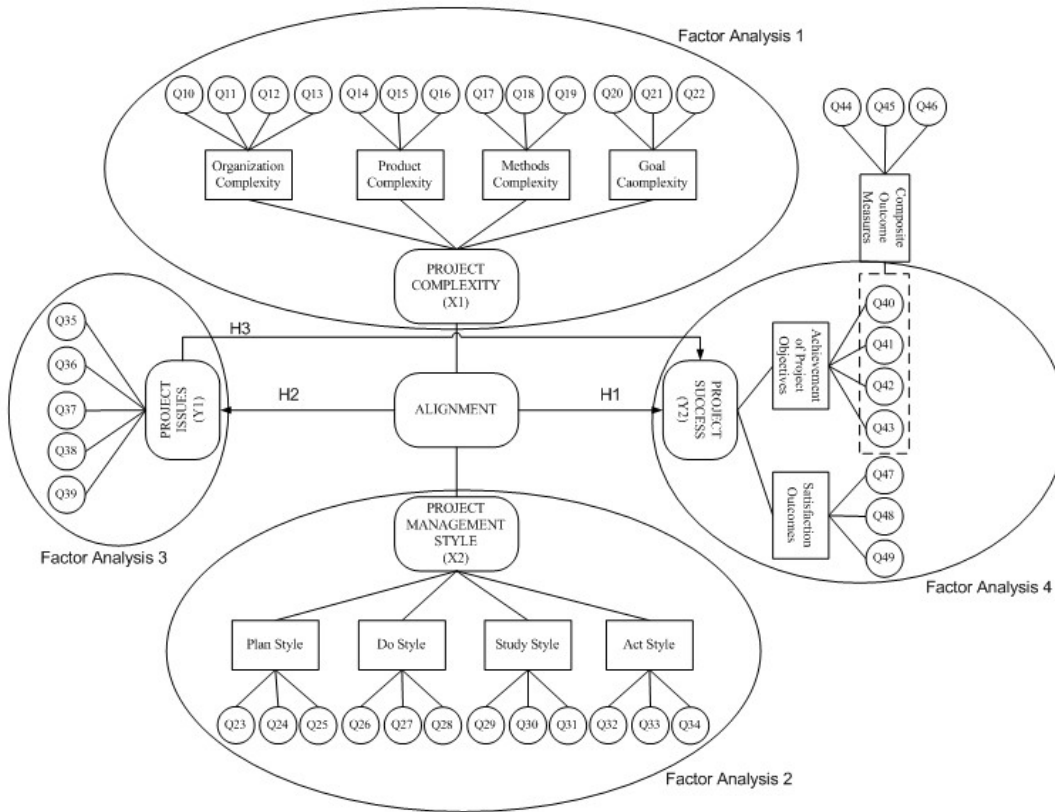 Factor Analysis 1
Q10 Q11 Q12 Q13 Q14 Q15 Q16 Q17 Q18 Q19 Q20 Q21 Q22
Organization
Complexity
Product
Complexity
Methods
Complexity
Goal
Caomplexity
PROJECT
COMPLEXITY
(X1)
Q44 Q45 Q46
Composite
Outcome
Measures
Q35
Q36
Q37
Q38
Q39
PROJECT
ISSUES
(Y1)
Factor Analysis 3
H3
H2
ALIGNMENT
H1
PROJECT
SUCCESS
(Y2)
Achievement
of Project
Objectives
Q40
Q41
Q42
Q43
Satisfaction
Outcomes
Q47
Q48
Q49
Factor Analysis 4
PROJECT
MANAGEMENT
STYLE
(X2)
Plan Style
Do Style
Study Style
Act Style
Q23 Q24 Q25 Q26 Q27 Q28 Q29 Q30 Q31 Q32 Q33 Q34
Factor Analysis 2